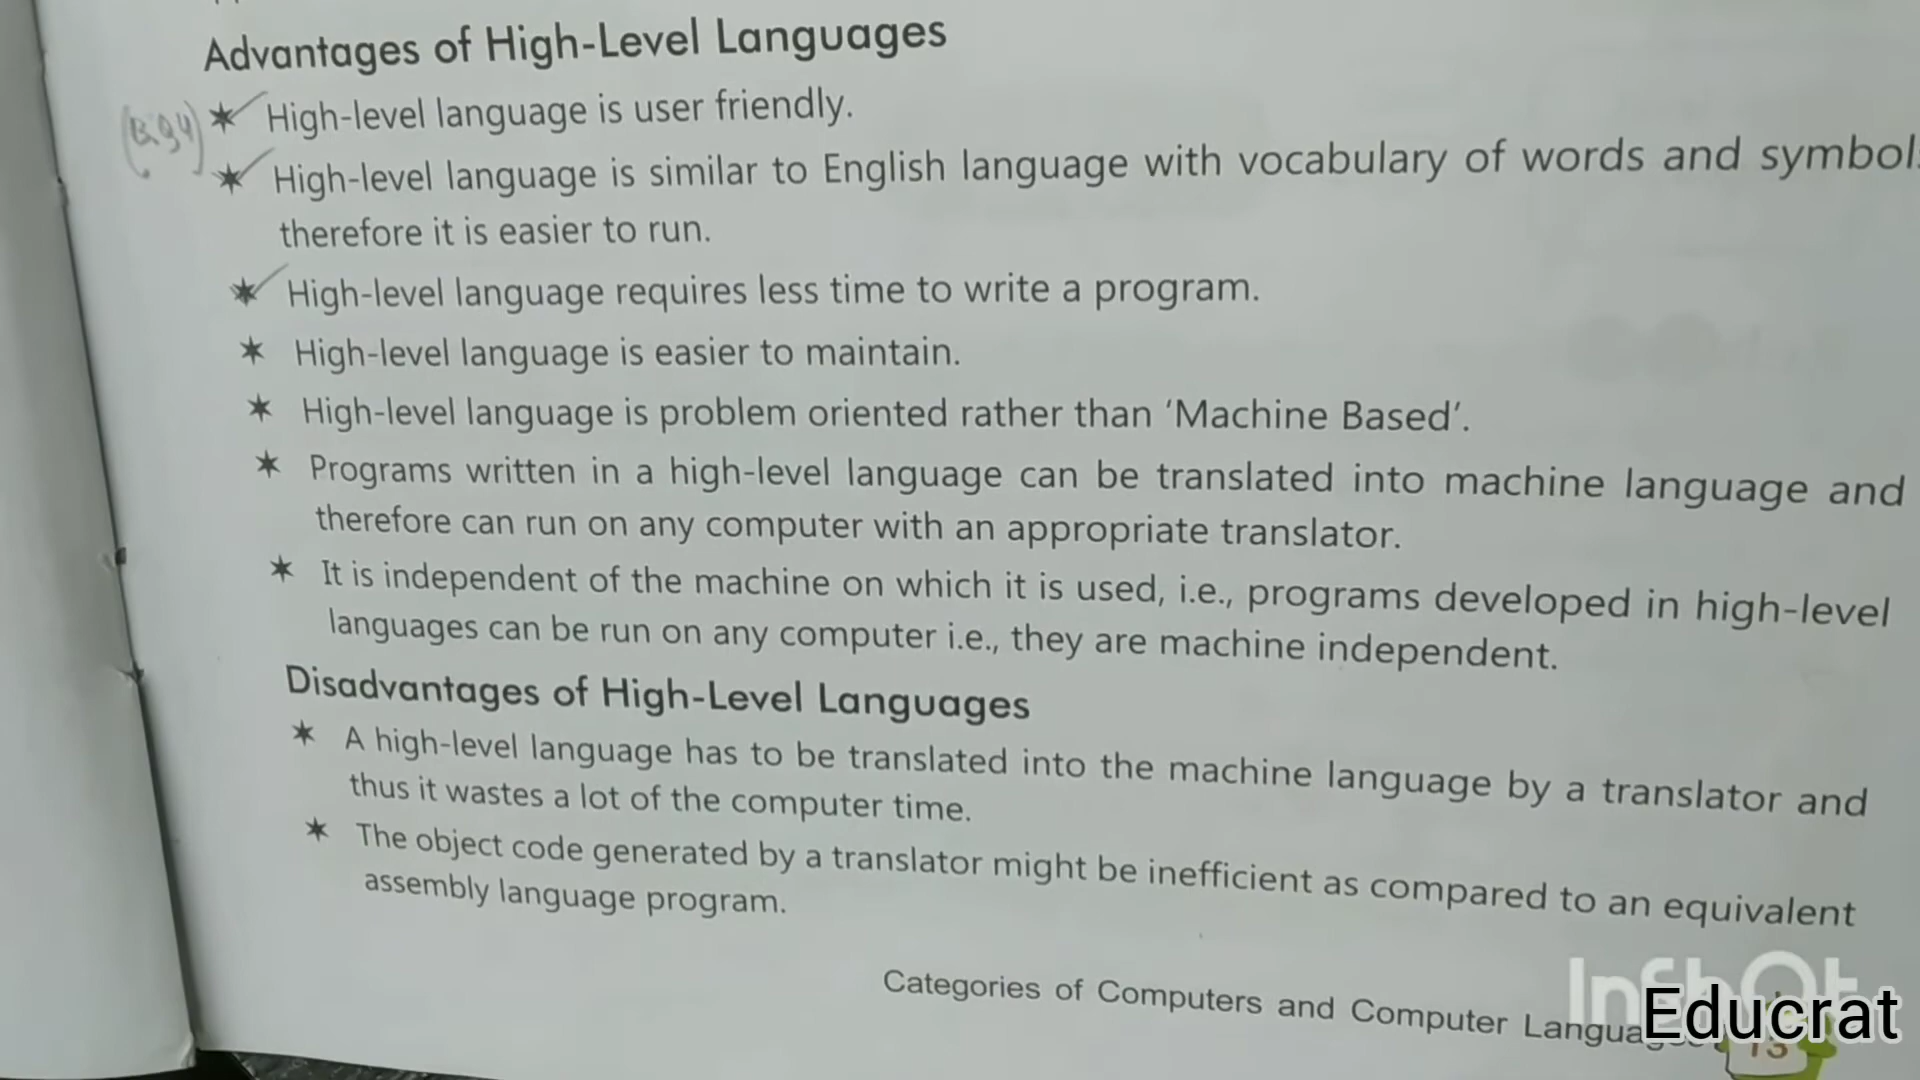 Advantages of High-Level Languages
★ High-level language is user friendly.
★ High-level language is similar to English language with vocabulary of words and symbols
therefore it is easier to run.
★ High-level language requires less time to write a program.
★ High-level language is easier to maintain.
★ High-level language is problem oriented rather than ‘Machine Based’.
★ Programs written in a high-level language can be translated into machine language and
therefore can run on any computer with an appropriate translator.
★ It is independent of the machine on which it is used, i.e., programs developed in high-level
languages can be run on any computer i.e., they are machine independent.
Disadvantages of High-Level Languages
★ A high-level language has to be translated into the machine language by a translator and
thus it wastes a lot of the computer time.
★ The object code generated by a translator might be inefficient as compared to an equivalent
assembly language program.
Categories of Computers and Computer Languages
13
InShot
Educrat